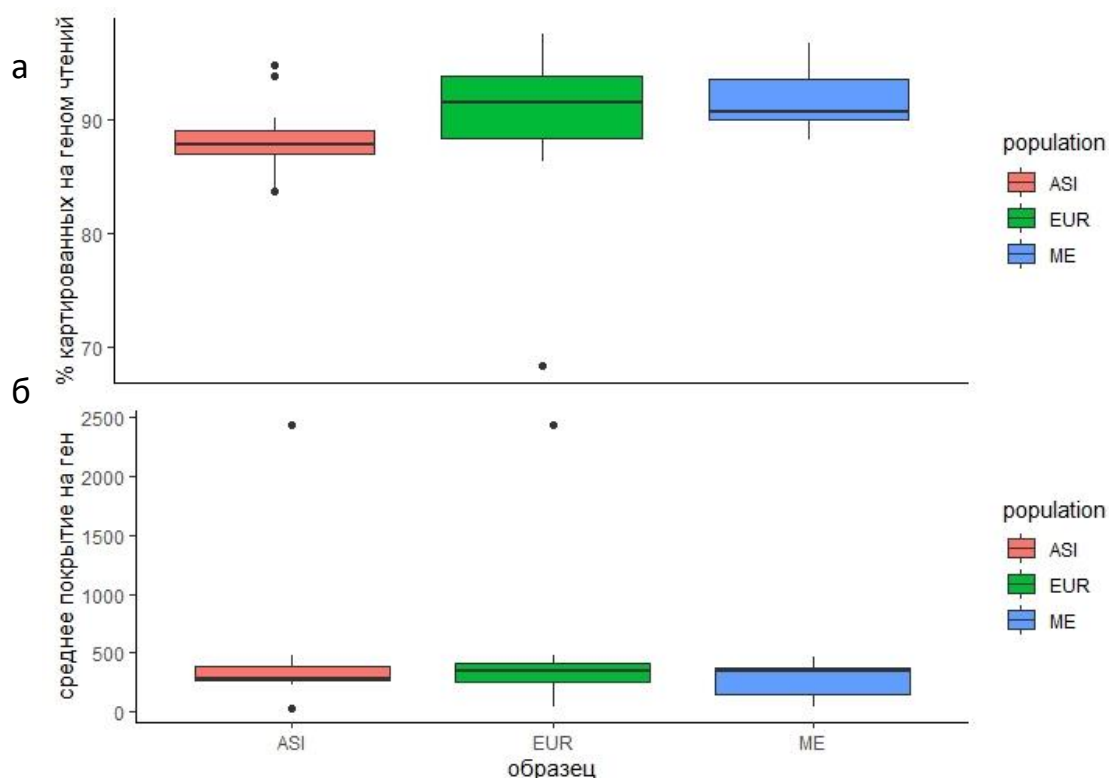 а
% картированных на геном чтений
90
80
70
population
ASI
EUR
ME
б
среднее покрытие на ген
2500
2000
1500
1000
500
0
ASI
EUR
ME
образец
population
ASI
EUR
ME